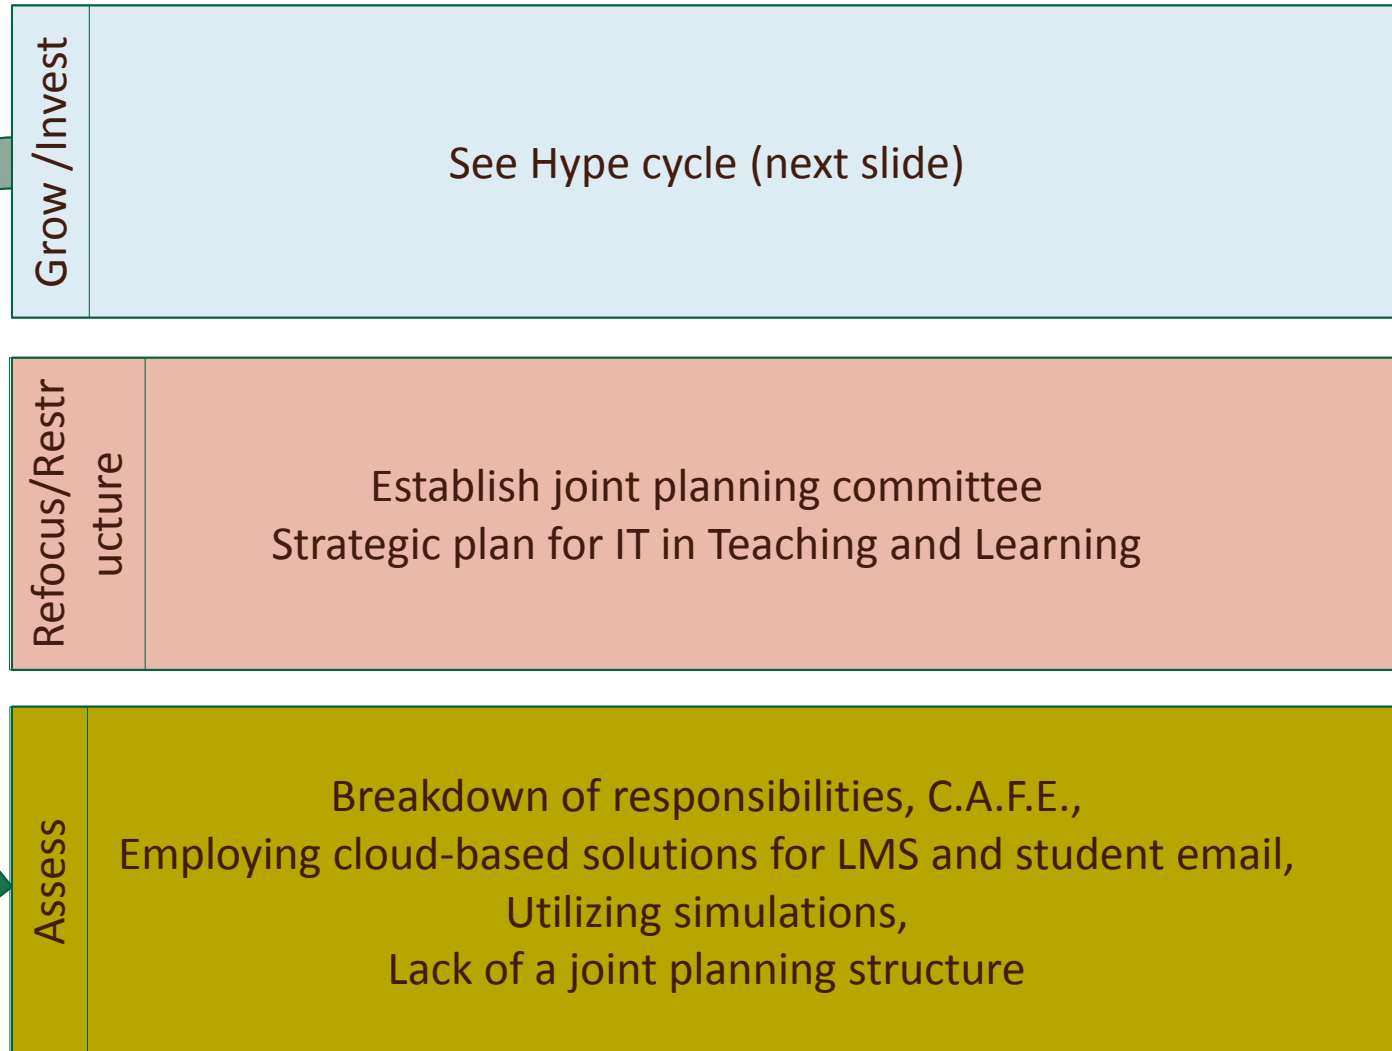 Grow /Invest
See Hype cycle (next slide)
Refocus/Restr
ucture
Establish joint planning committee
Strategic plan for IT in Teaching and Learning
Assess
Breakdown of responsibilities, C.A.F.E.,
Employing cloud-based solutions for LMS and student email,
Utilizing simulations,
Lack of a joint planning structure